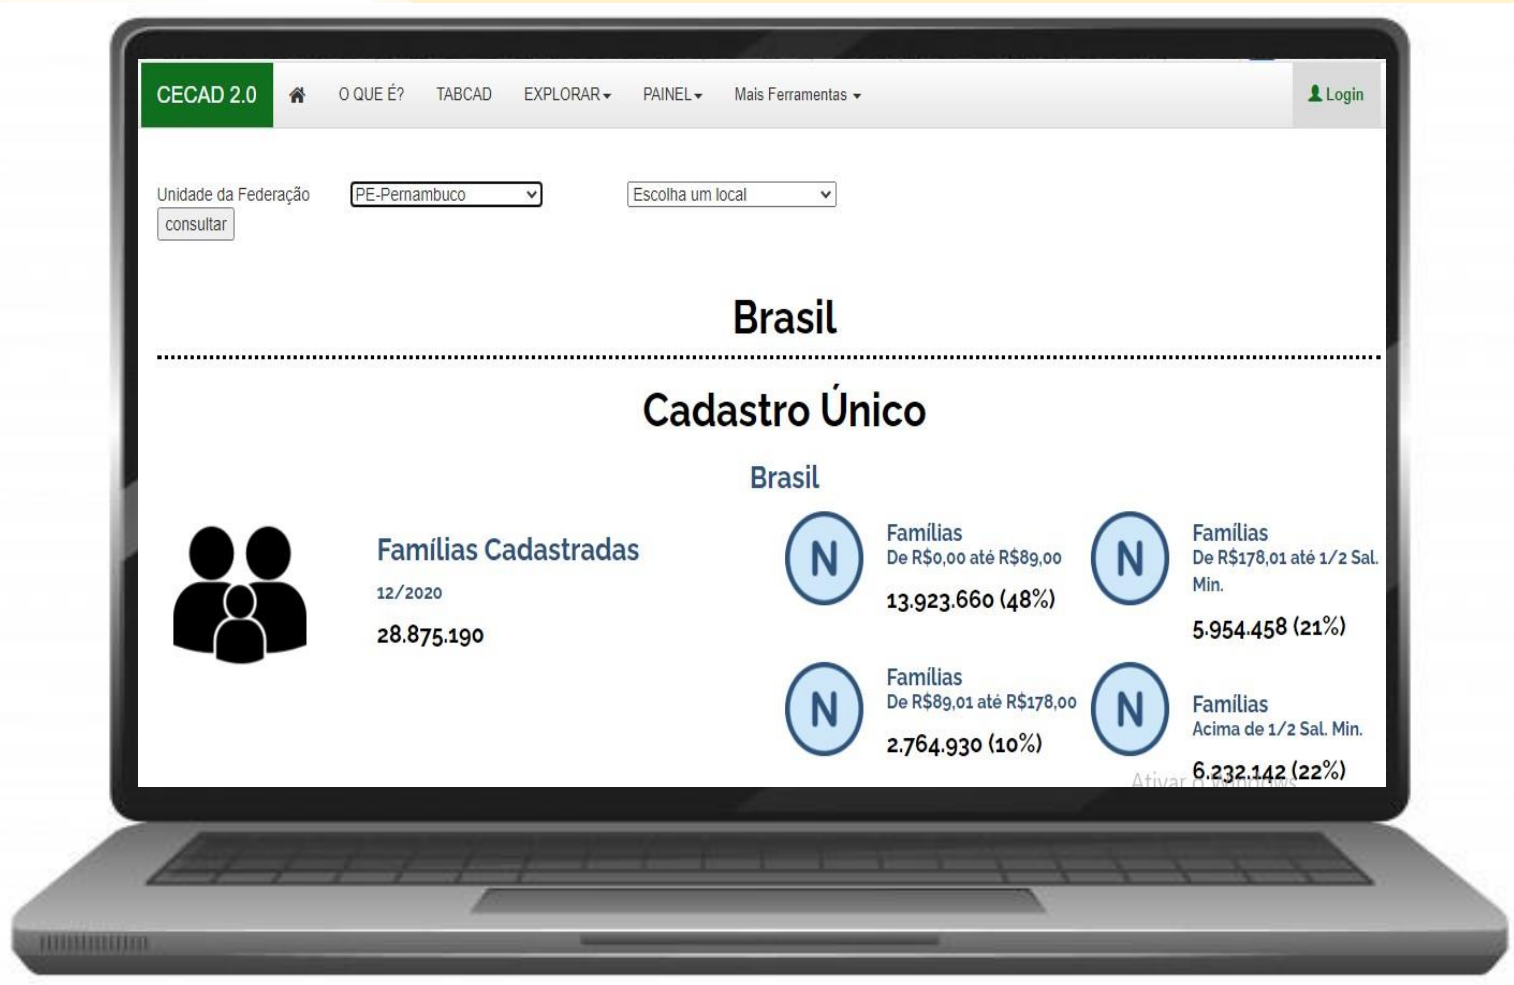 CECAD 2.0 O QUE É? TABCAD EXPLORAR PAINEL Mais Ferramentas Login
Unidade da Federação PE-Pernambuco Escolha um local
consultar
Brasil
Cadastro Único
Brasil
Famílias Cadastradas
12/2020
28.875.190
N
Famílias
De R$0,00 até R$89,00
13.923.660 (48%)
N
Famílias
De R$178,01 até 1/2 Sal.
Min.
5.954.458 (21%)
N
Famílias
De R$89,01 até R$178,00
2.764.930 (10%)
N
Famílias
Acima de 1/2 Sal. Min.
6.232.142 (22%)
Ativar o Windows